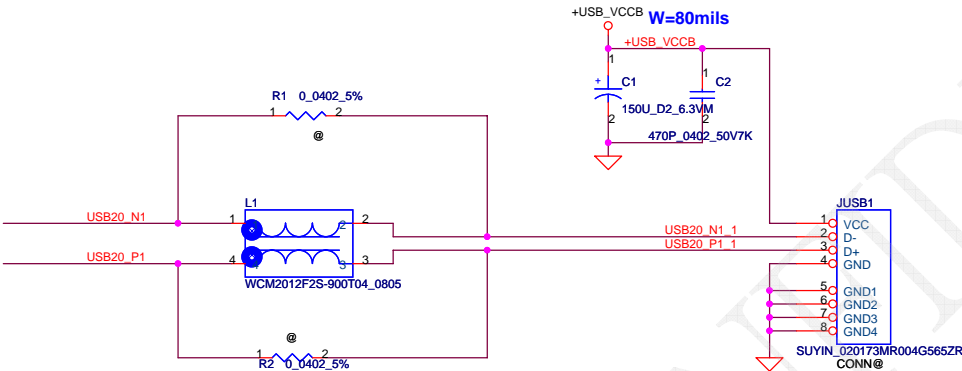 +USB_VCCB W=80mils
+USB_VCCB
1 1
+ C1 C2
150U_D2_6.3VM
2 2
470P_0402_50V7K
R1 0_0402_5%
1 2
@
L1
USB20_N1 1 2 2
USB20_P1 4 3 3
WCM2012F2S-900T04_0805
@
1 2
R2 0_0402_5%
USB20_N1_1
USB20_P1_1
JUSB1
1 VCC
2 D-
3 D+
4 GND
5 GND1
6 GND2
7 GND3
8 GND4
SUYIN_020173MR004G565ZR
CONN@